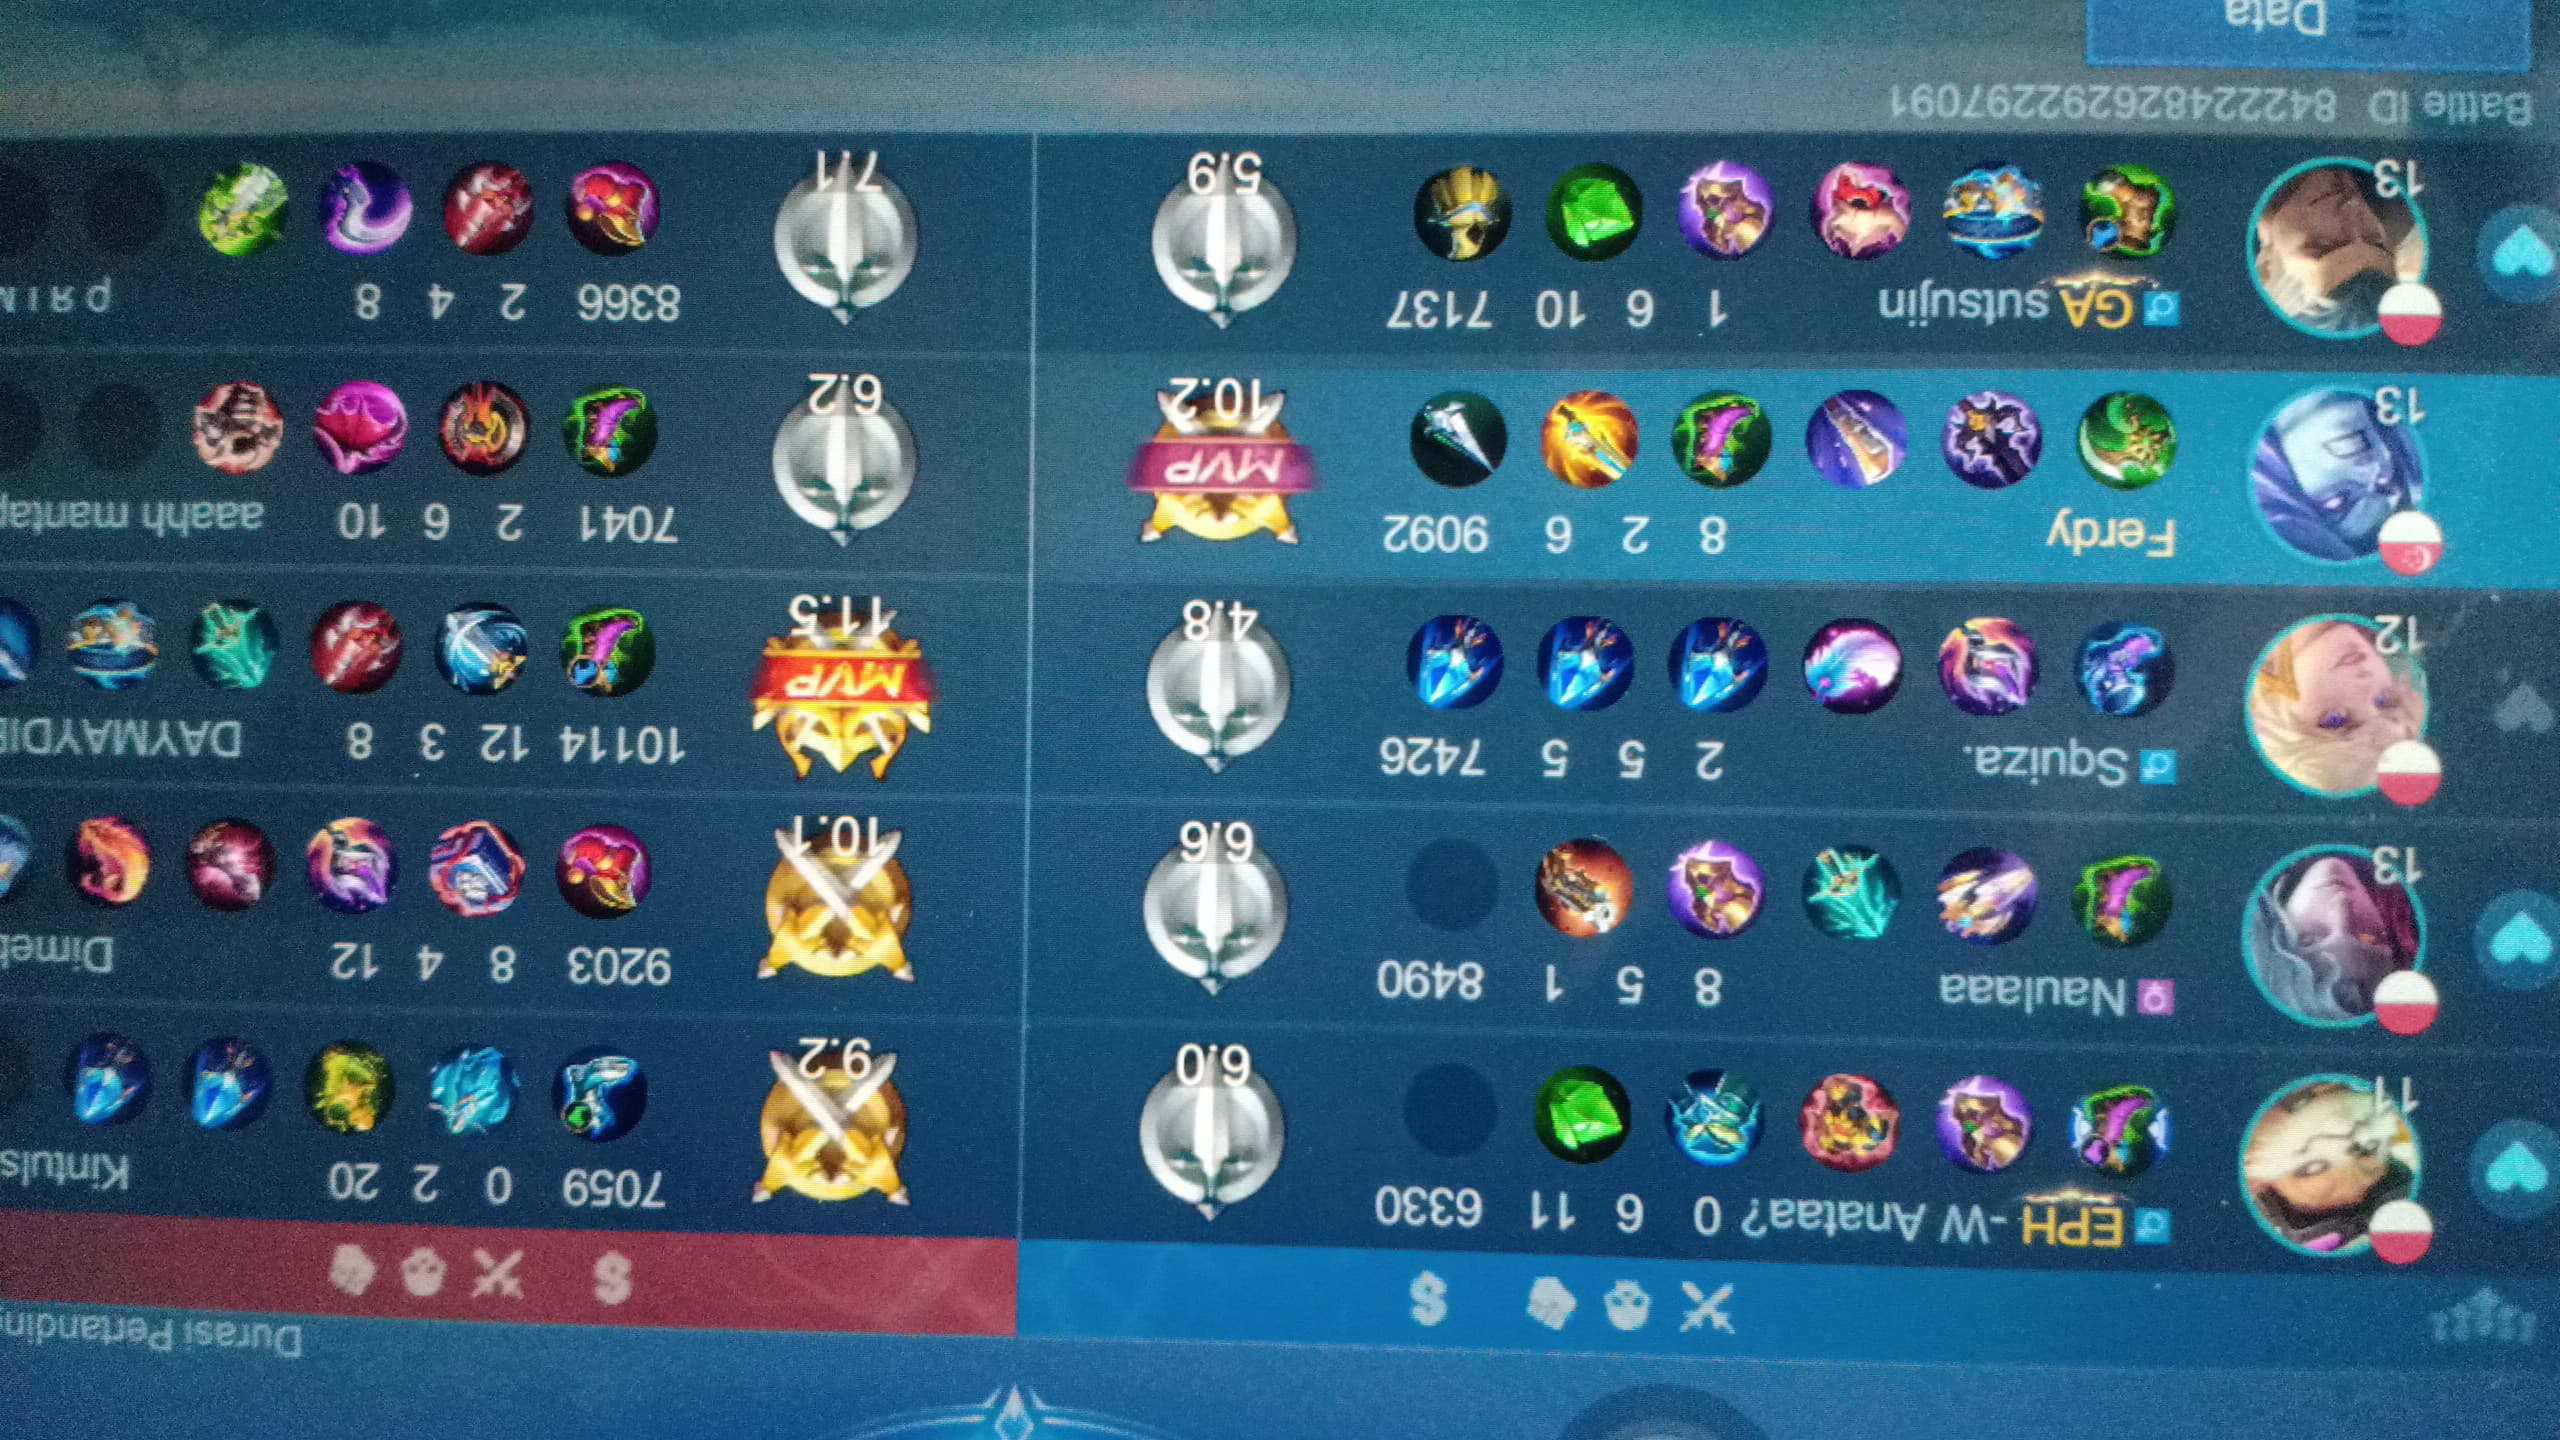 Durasi Pertanding
EPH -W Anataa? 0 6 11 6330
11
6.0
Naulaaa 8 5 1 8490
13
6.6
Squiza. 2 5 5 7426
12
4.8
Ferdy 8 2 6 9092
13
MVP
10.2
GA sutsujin 1 6 10 7137
13
5.9
7059 0 2 20 Kintuls
9.2
9203 8 4 12 Dimeb
10.1
10114 12 3 8 DAYMAYDI
MVP
11.5
7041 2 6 10 aaahh mantap
6.2
8366 2 4 8
7.1
Battle ID 842224826292297091
Data